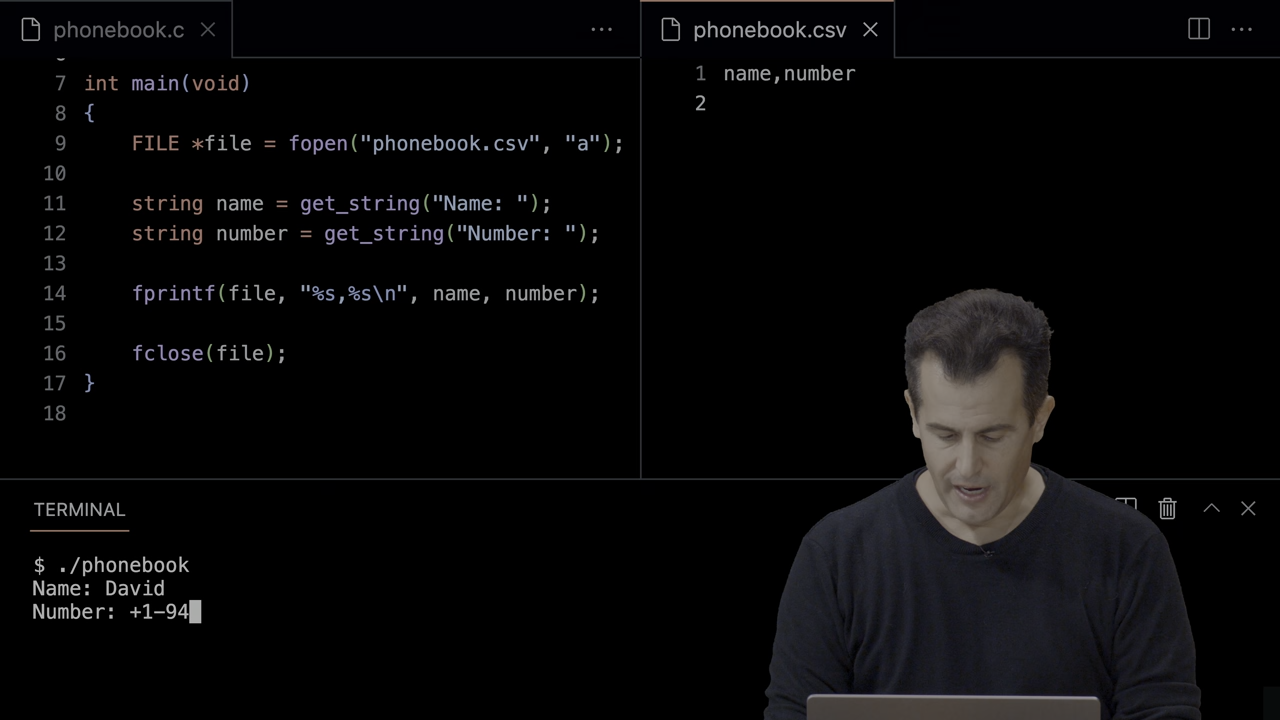 phonebook.c
7 int main(void)
8 {
9 FILE *file = fopen("phonebook.csv", "a");
10
11 string name = get_string("Name: ");
12 string number = get_string("Number: ");
13
14 fprintf(file, "%s,%s\n", name, number);
15
16 fclose(file);
17 }
18
phonebook.csv
1 name,number
2
TERMINAL
$ ./phonebook
Name: David
Number: +1-94